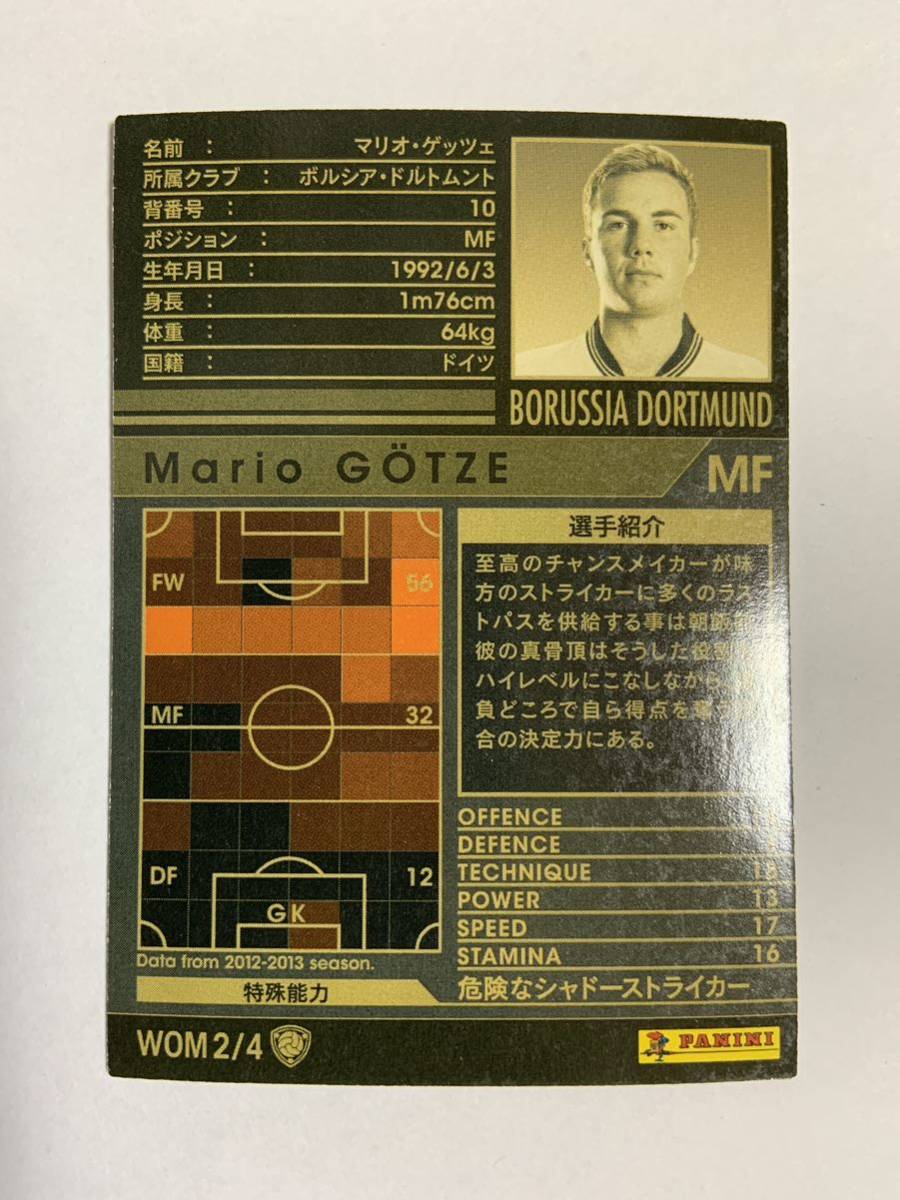 名前 : マリオ・ゲッツェ
所属クラブ : ボルシア・ドルトムント
背番号 : 10
ポジション : MF
生年月日 : 1992/6/3
身長 : 1m76cm
体重 : 64kg
国籍 : ドイツ
BORUSSIA DORTMUND
Mario GÖTZE MF
FW 56
MF 32
DF 12
GK
Data from 2012-2013 season.
選手紹介
至高のチャンスメイカーが味
方のストライカーに多くのラス
トパスを供給する事は朝飯前
彼の真骨頂はそうした役割を
ハイレベルにこなしながら
負どころで自ら得点を奪
合の決定力にある。
OFFENCE
DEFENCE
TECHNIQUE 18
POWER 13
SPEED 17
STAMINA 16
特殊能力 危険なシャドーストライカー
WOM 2/4
PANINI